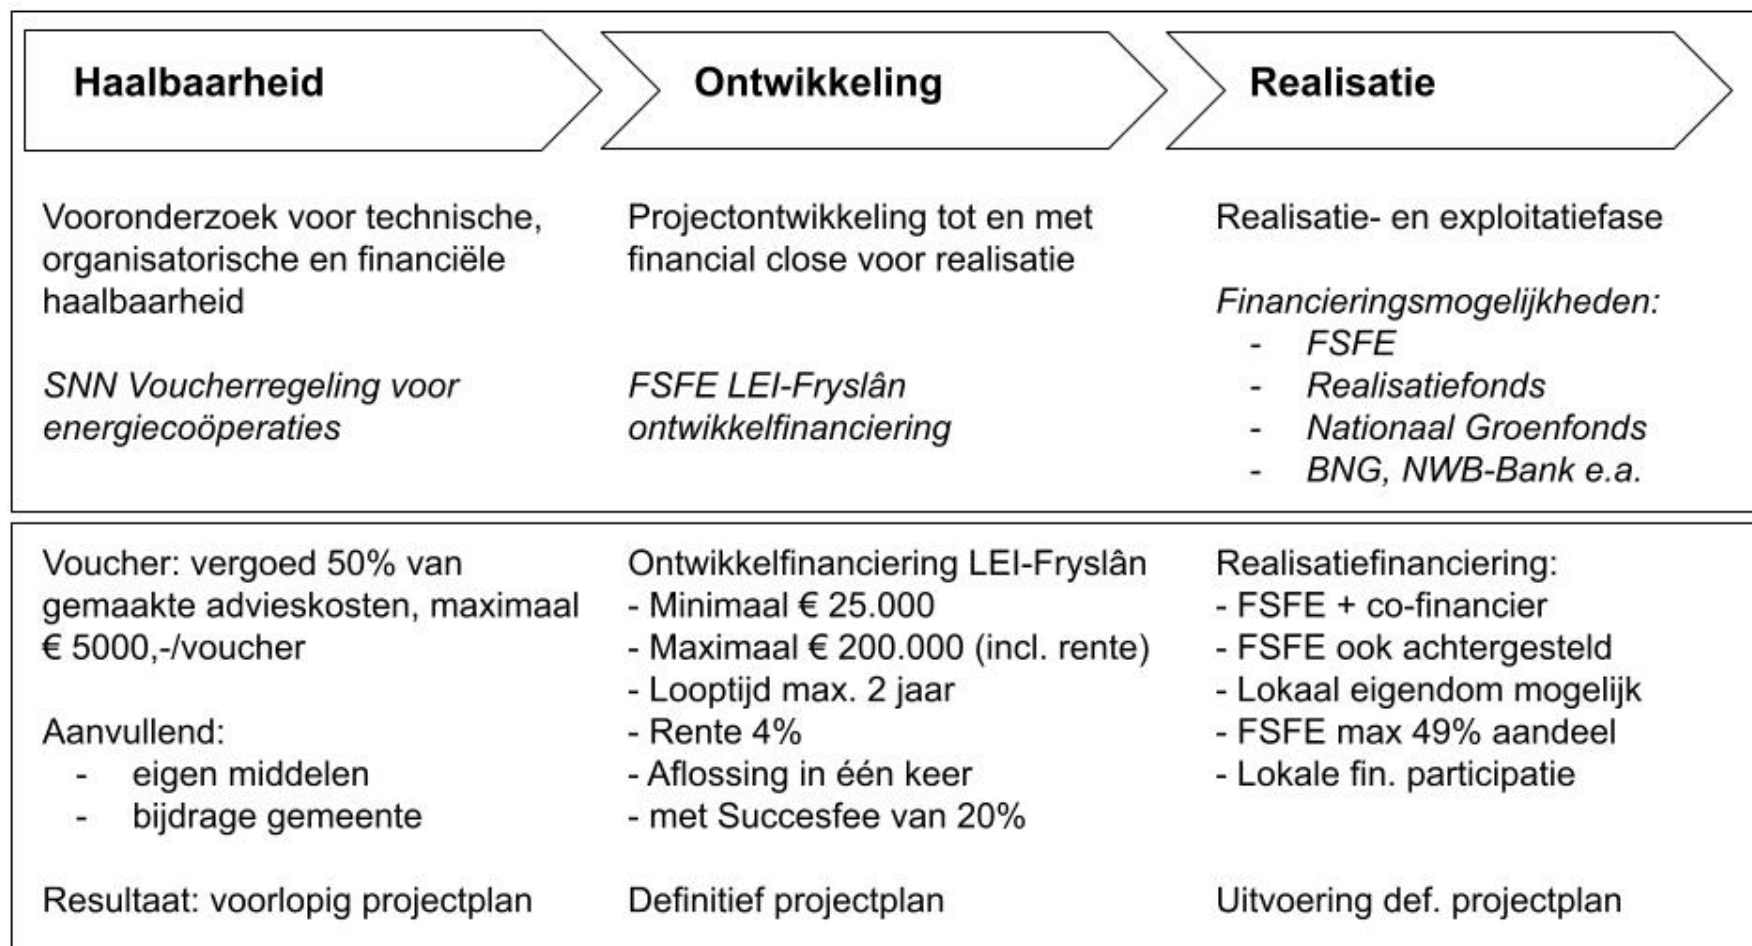 Haalbaarheid
Ontwikkeling
Realisatie
Vooronderzoek voor technische,
organisatorische en financiële
haalbaarheid
SNN Voucherregeling voor
energiecoöperaties
Projectontwikkeling tot en met
financial close voor realisatie
FSFE LEI-Fryslân
ontwikkelfinanciering
Realisatie- en exploitatiefase
Financieringsmogelijkheden:
- FSFE
- Realisatiefonds
- Nationaal Groenfonds
- BNG, NWB-Bank e.a.
Voucher: vergoed 50% van
gemaakte advieskosten, maximaal
€ 5000,-/voucher
Aanvullend:
- eigen middelen
- bijdrage gemeente
Resultaat: voorlopig projectplan
Ontwikkelfinanciering LEI-Fryslân
- Minimaal € 25.000
- Maximaal € 200.000 (incl. rente)
- Looptijd max. 2 jaar
- Rente 4%
- Aflossing in één keer
- met Succesfee van 20%
Definitief projectplan
Realisatiefinanciering:
- FSFE + co-financier
- FSFE ook achtergesteld
- Lokaal eigendom mogelijk
- FSFE max 49% aandeel
- Lokale fin. participatie
Uitvoering def. projectplan